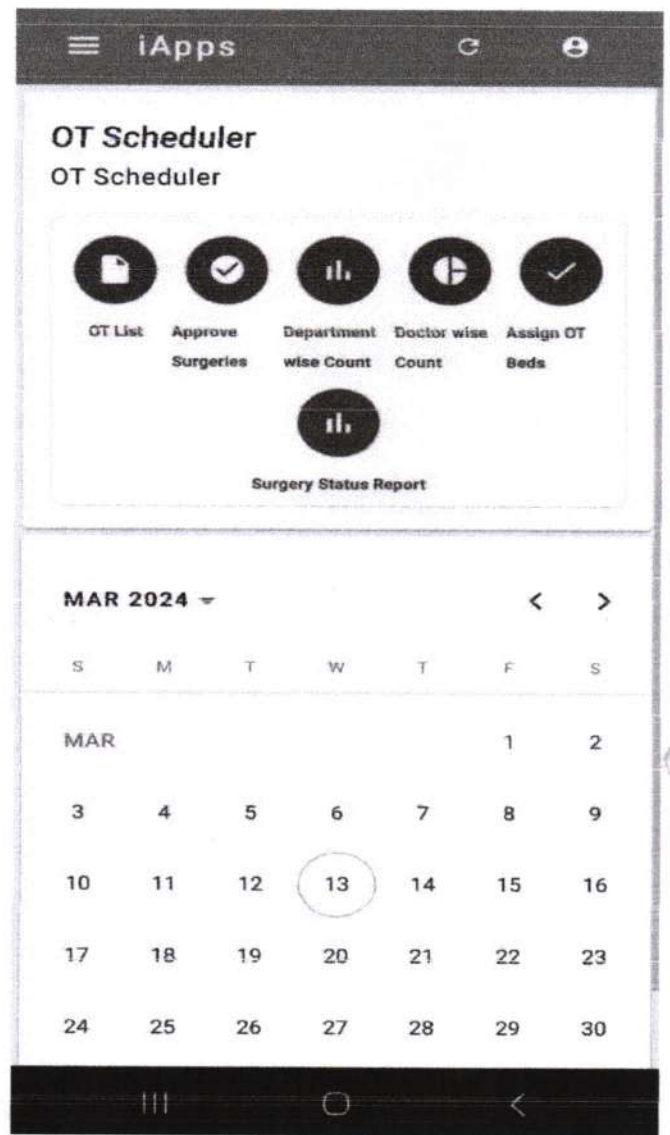 iApps
OT Scheduler
OT Scheduler
OT List Approve Surgeries Department wise Count Doctor wise Count Assign OT Beds
Surgery Status Report
MAR 2024
S M T W T F S
MAR 1 2
3 4 5 6 7 8 9
10 11 12 13 14 15 16
17 18 19 20 21 22 23
24 25 26 27 28 29 30